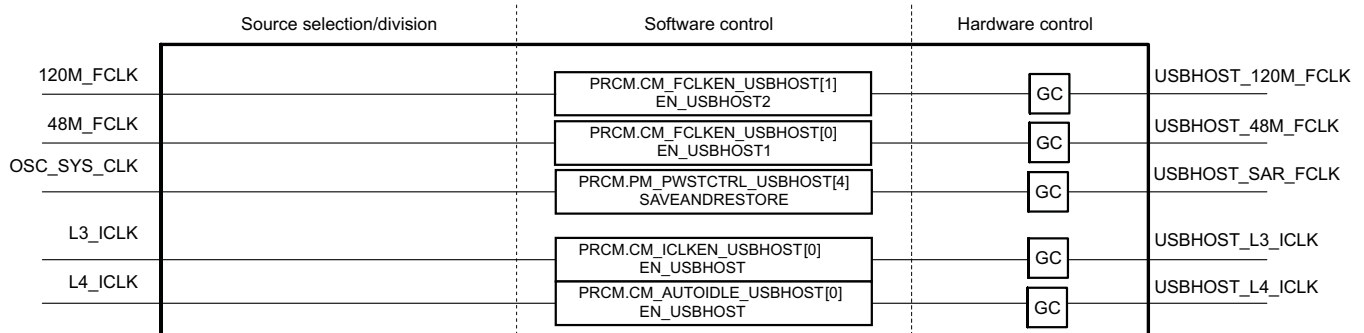 Source selection/division
Software control
Hardware control
120M_FCLK
PRCM.CM_FCLKEN_USBHOST[1]
EN_USBHOST2
GC
USBHOST_120M_FCLK
48M_FCLK
PRCM.CM_FCLKEN_USBHOST[0]
EN_USBHOST1
GC
USBHOST_48M_FCLK
OSC_SYS_CLK
PRCM.PM_PWSTCTRL_USBHOST[4]
SAVEANDRESTORE
GC
USBHOST_SAR_FCLK
L3_ICLK
PRCM.CM_ICLKEN_USBHOST[0]
EN_USBHOST
GC
USBHOST_L3_ICLK
L4_ICLK
PRCM.CM_AUTOIDLE_USBHOST[0]
EN_USBHOST
GC
USBHOST_L4_ICLK